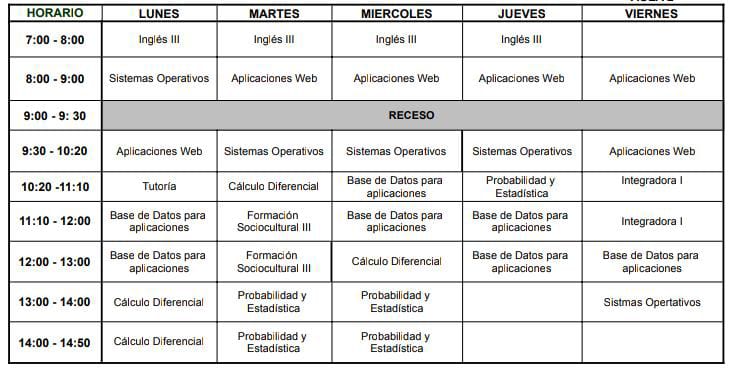 HORARIO LUNES MARTES MIERCOLES JUEVES VIERNES
7:00 - 8:00 Inglés III Inglés III Inglés III Inglés III
8:00 - 9:00 Sistemas Operativos Aplicaciones Web Aplicaciones Web Aplicaciones Web Aplicaciones Web
9:00 - 9: 30 RECESO
9:30 - 10:20 Aplicaciones Web Sistemas Operativos Sistemas Operativos Sistemas Operativos Aplicaciones Web
10:20 -11:10 Tutoría Cálculo Diferencial Base de Datos para aplicaciones Probabilidad y Estadística Integradora I
11:10 - 12:00 Base de Datos para aplicaciones Formación Sociocultural III Base de Datos para aplicaciones Base de Datos para aplicaciones Integradora I
12:00 - 13:00 Base de Datos para aplicaciones Formación Sociocultural III Cálculo Diferencial Base de Datos para aplicaciones Base de Datos para aplicaciones
13:00 - 14:00 Cálculo Diferencial Probabilidad y Estadística Probabilidad y Estadística Sistmas Opertativos
14:00 - 14:50 Cálculo Diferencial Probabilidad y Estadística Probabilidad y Estadística